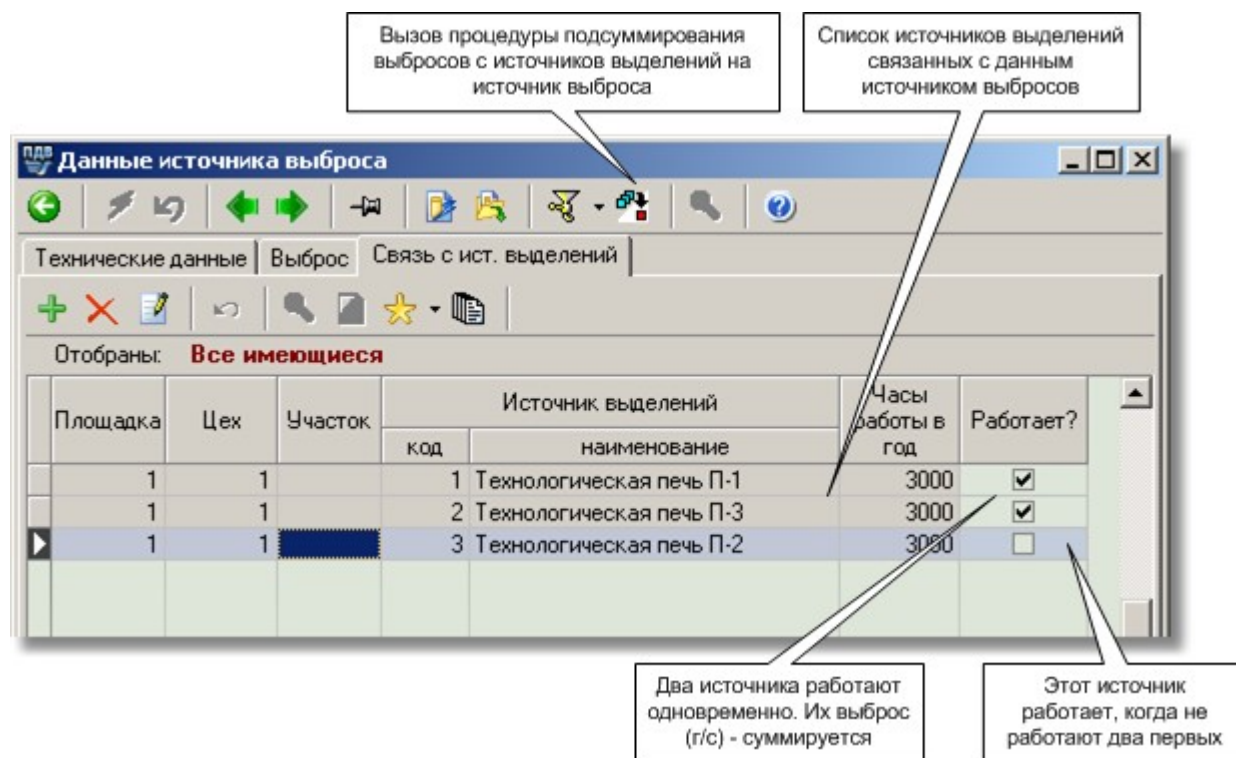 Вызов процедуры подсуммирования
выбросов с источников выделений на
источник выброса
Список источников выделений
связанных с данным
источником выбросов
ПДВ Данные источника выброса
Технические данные Выброс Связь с ист. выделений
Отобраны: Все имеющиеся
Площадка Цех Участок Источник выделений Часы работы в год Работает?
код наименование
1 1 1 Технологическая печь П-1 3000
1 1 2 Технологическая печь П-3 3000
1 1 3 Технологическая печь П-2 3000
Два источника работают
одновременно. Их выброс
(г/с) - суммируется
Этот источник
работает, когда не
работают два первых